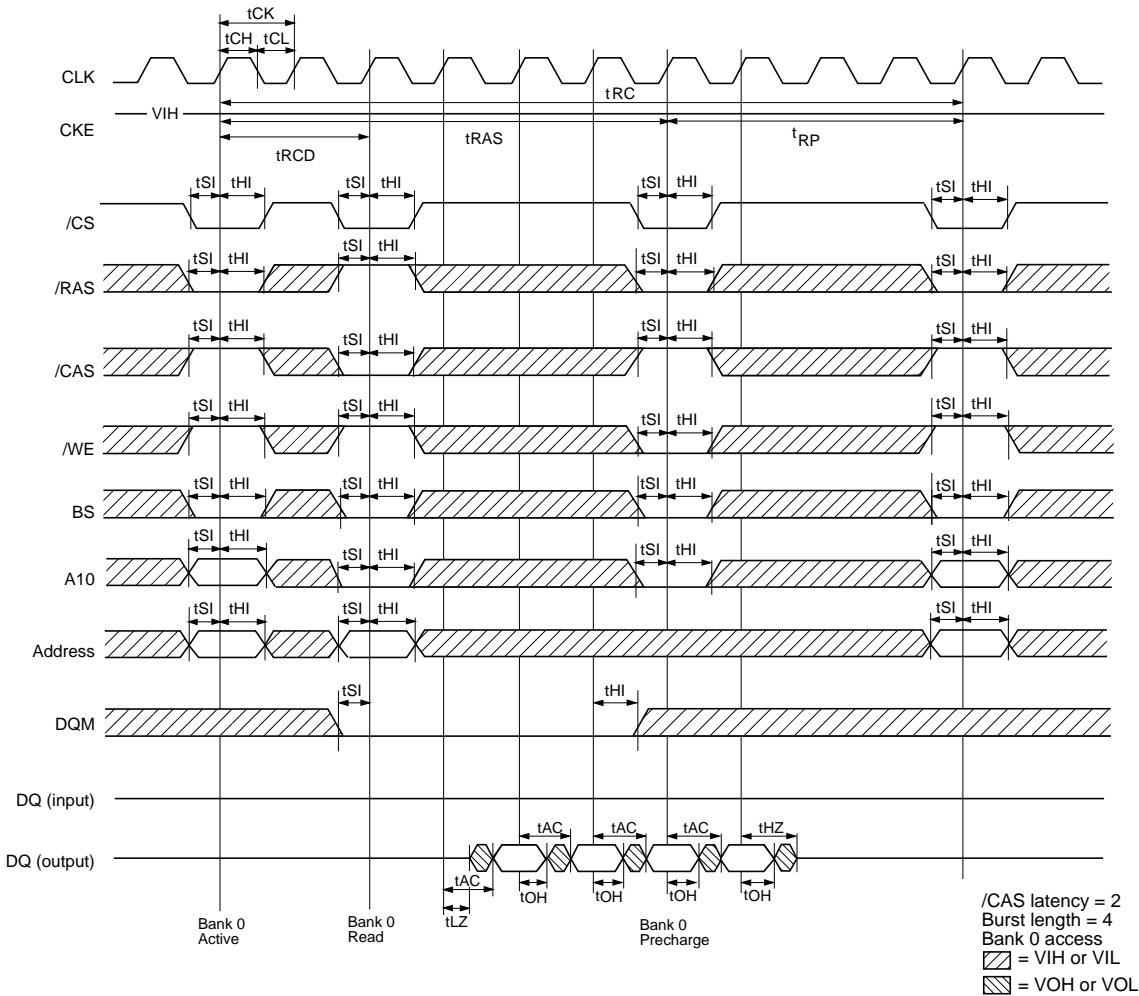 tCK
tCH tCL
CLK
tRC
VIH
CKE
tRAS
tRP
tRCD
tSI tHI tSI tHI tSI tHI tSI tHI
/CS
tSI tHI tSI tHI tSI tHI tSI tHI
/RAS
tSI tHI tSI tHI tSI tHI tSI tHI
/CAS
tSI tHI tSI tHI tSI tHI tSI tHI
/WE
tSI tHI tSI tHI tSI tHI tSI tHI
BS
tSI tHI tSI tHI tSI tHI tSI tHI
A10
tSI tHI tSI tHI tSI tHI
Address
tSI tHI
DQM
DQ (input)
tAC tAC tAC tHZ
DQ (output)
tAC
tOH tOH tOH tOH
tLZ
Bank 0
Active
Bank 0
Read
Bank 0
Precharge
/CAS latency = 2
Burst length = 4
Bank 0 access
= VIH or VIL
= VOH or VOL